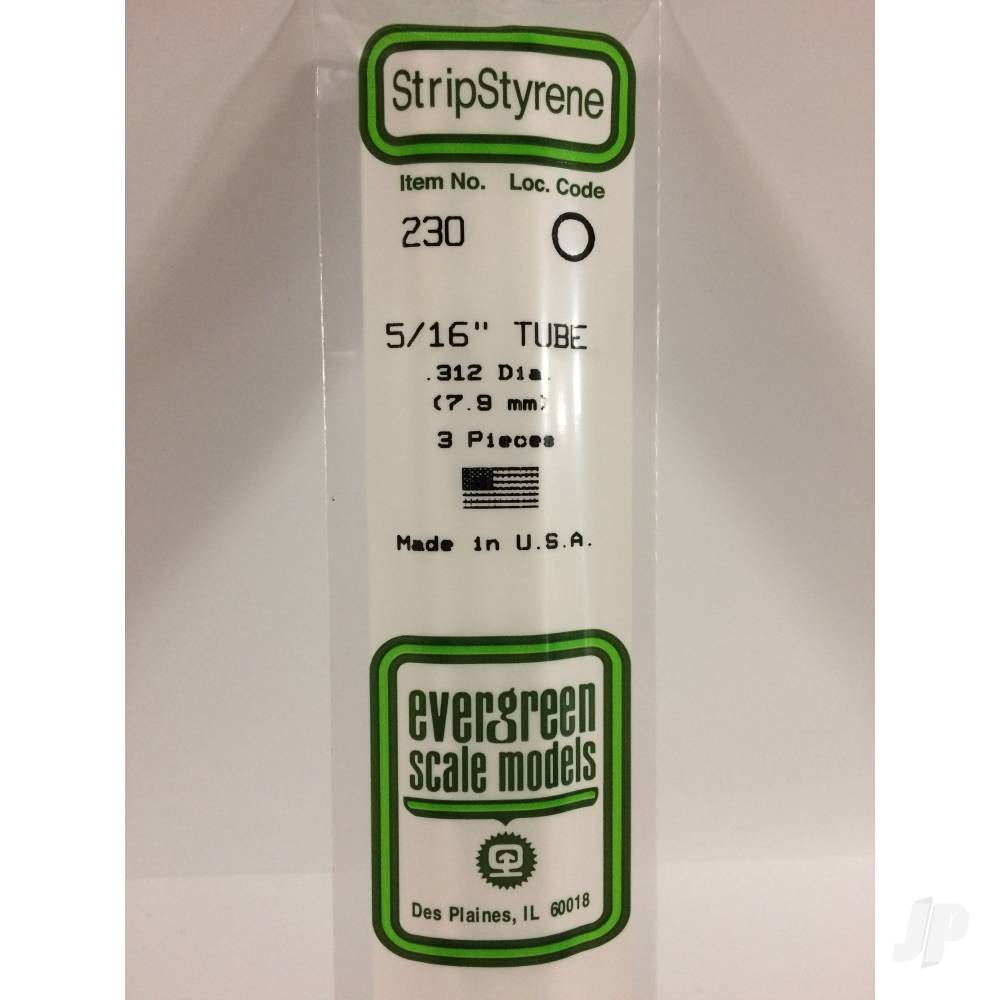 StripStyrene
Item No. Loc. Code
230
5/16" TUBE
.312 Dia.
(7.9 mm)
3 Pieces
Made in U.S.A.
evergreen
scale models
Des Plaines, IL 60018
JP